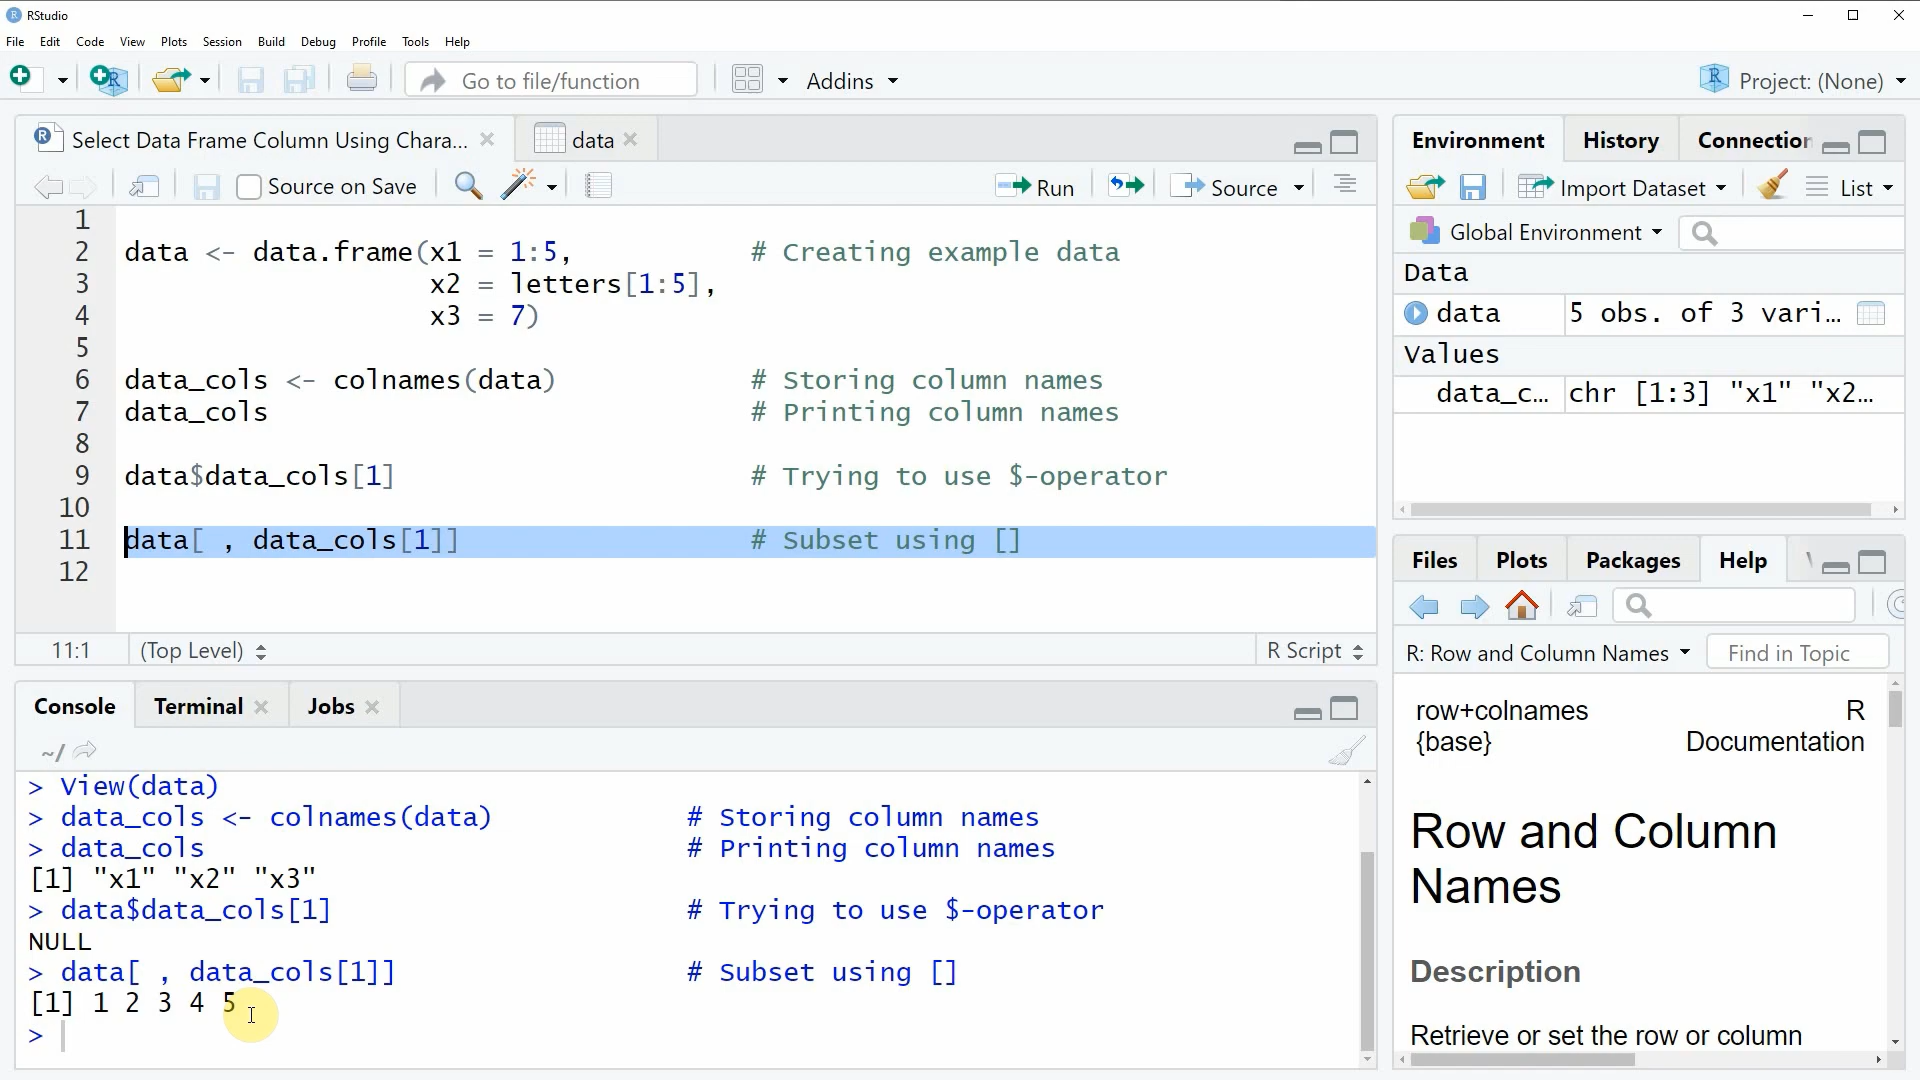 RStudio
File Edit Code View Plots Session Build Debug Profile Tools Help
Go to file/function Addins Project: (None)
Select Data Frame Column Using Chara... data
Source on Save Run Source
1
2 data <- data.frame(x1 = 1:5, # Creating example data
3 x2 = letters[1:5],
4 x3 = 7)
5
6 data_cols <- colnames(data) # Storing column names
7 data_cols # Printing column names
8
9 data$data_cols[1] # Trying to use $-operator
10
11 data[ , data_cols[1]] # Subset using []
12
11:1 (Top Level) R Script
Console Terminal Jobs
~/
> View(data)
> data_cols <- colnames(data) # Storing column names
> data_cols # Printing column names
[1] "x1" "x2" "x3"
> data$data_cols[1] # Trying to use $-operator
NULL
> data[ , data_cols[1]] # Subset using []
[1] 1 2 3 4 5
>
Environment History Connection
Import Dataset List
Global Environment
Data
data 5 obs. of 3 vari...
Values
data_c... chr [1:3] "x1" "x2...
Files Plots Packages Help
R: Row and Column Names Find in Topic
row+colnames R
{base} Documentation
Row and Column
Names
Description
Retrieve or set the row or column